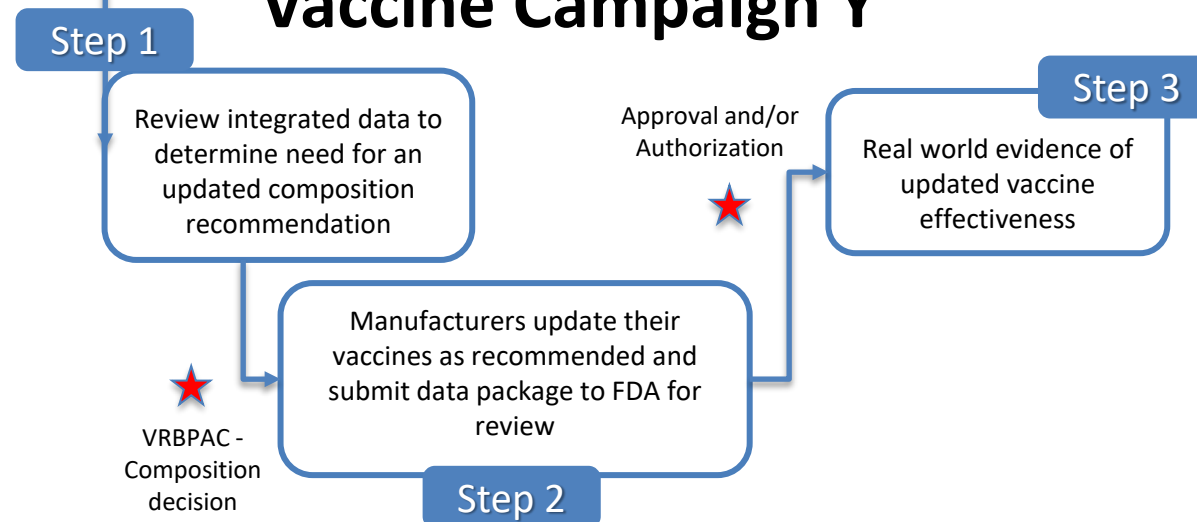 Vaccine Campaign Y
Step 1
Review integrated data to
determine need for an
updated composition
recommendation
VRBPAC -
Composition
decision
Manufacturers update their
vaccines as recommended and
submit data package to FDA for
review
Step 2
Approval and/or
Authorization
Step 3
Real world evidence of
updated vaccine
effectiveness